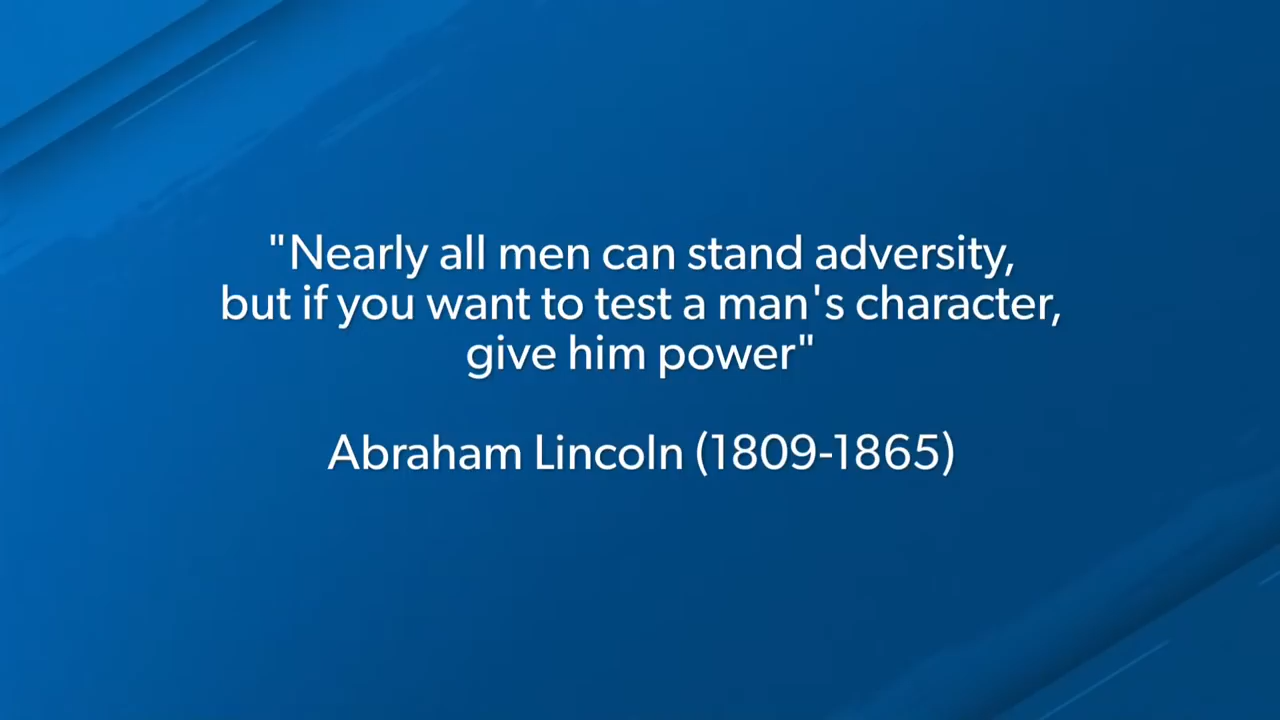 "Nearly all men can stand adversity,
but if you want to test a man's character,
give him power"
Abraham Lincoln (1809-1865)